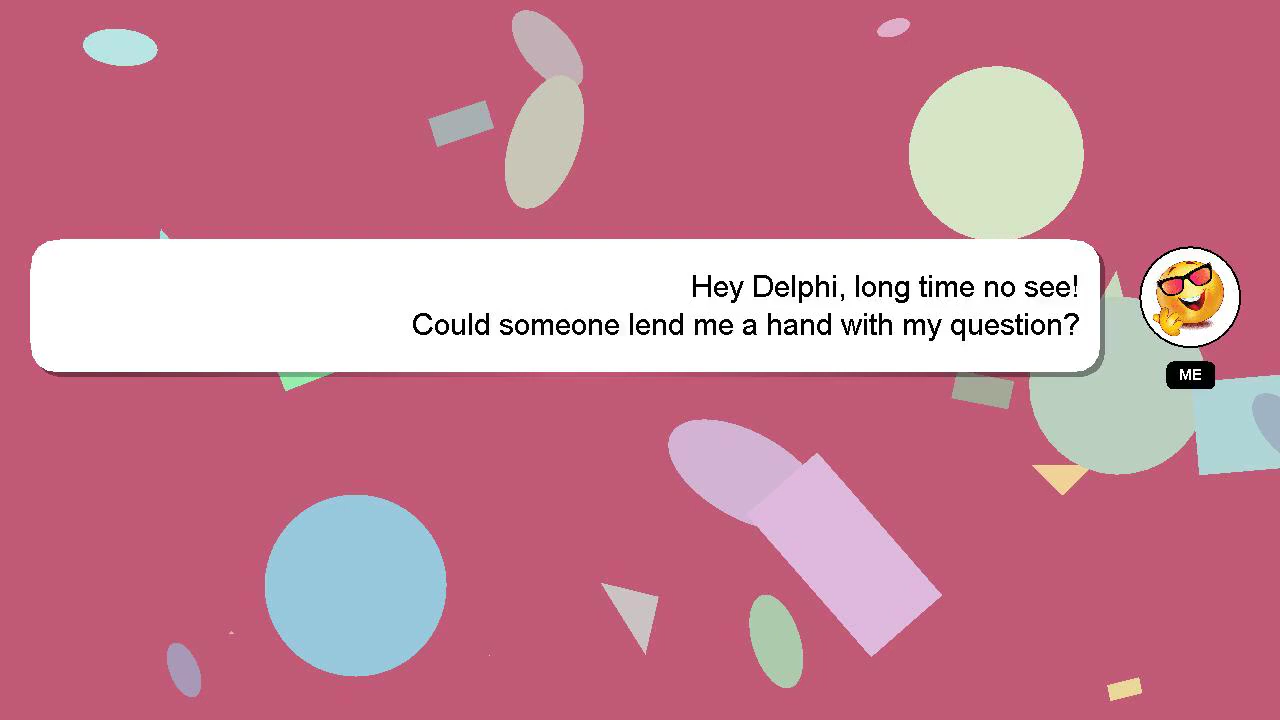 Hey Delphi, long time no see!
Could someone lend me a hand with my question?
ME